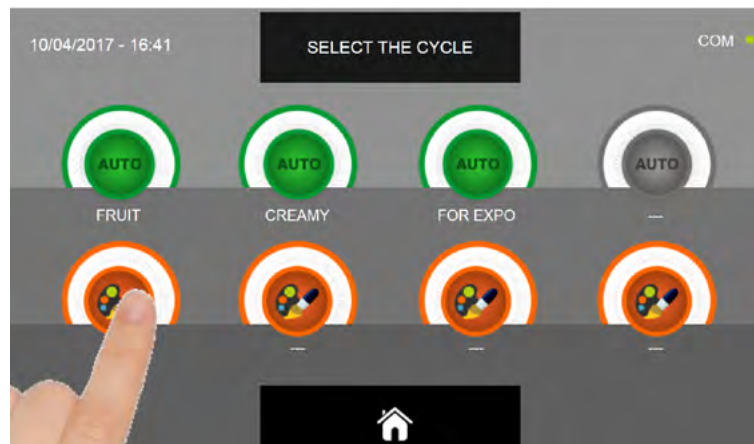 10/04/2017 - 16:41
SELECT THE CYCLE
COM
AUTO AUTO AUTO AUTO
FRUIT CREAMY FOR EXPO ---
--- --- ---